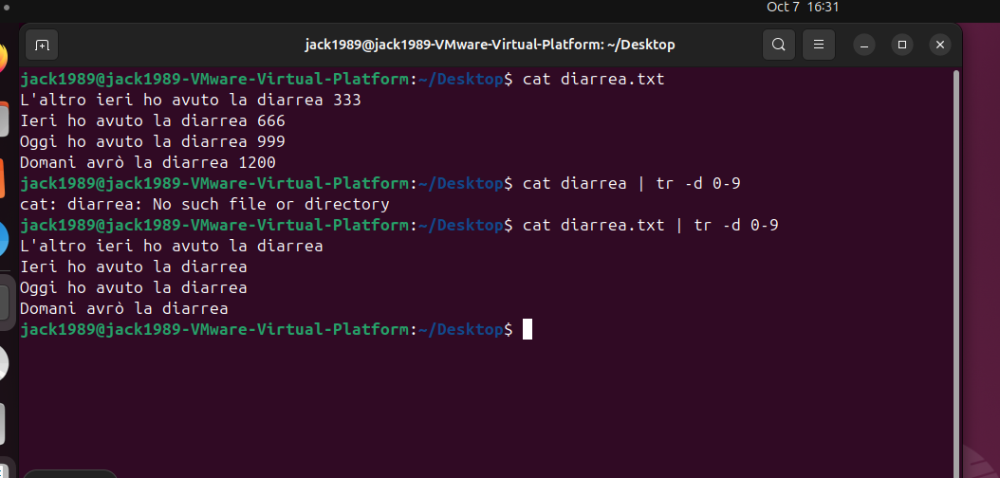 Oct 7 16:31
jack1989@jack1989-VMware-Virtual-Platform: ~/Desktop
jack1989@jack1989-VMware-Virtual-Platform:~/Desktop$ cat diarrea.txt
L'altro ieri ho avuto la diarrea 333
Ieri ho avuto la diarrea 666
Oggi ho avuto la diarrea 999
Domani avrò la diarrea 1200
jack1989@jack1989-VMware-Virtual-Platform:~/Desktop$ cat diarrea | tr -d 0-9
cat: diarrea: No such file or directory
jack1989@jack1989-VMware-Virtual-Platform:~/Desktop$ cat diarrea.txt | tr -d 0-9
L'altro ieri ho avuto la diarrea
Ieri ho avuto la diarrea
Oggi ho avuto la diarrea
Domani avrò la diarrea
jack1989@jack1989-VMware-Virtual-Platform:~/Desktop$